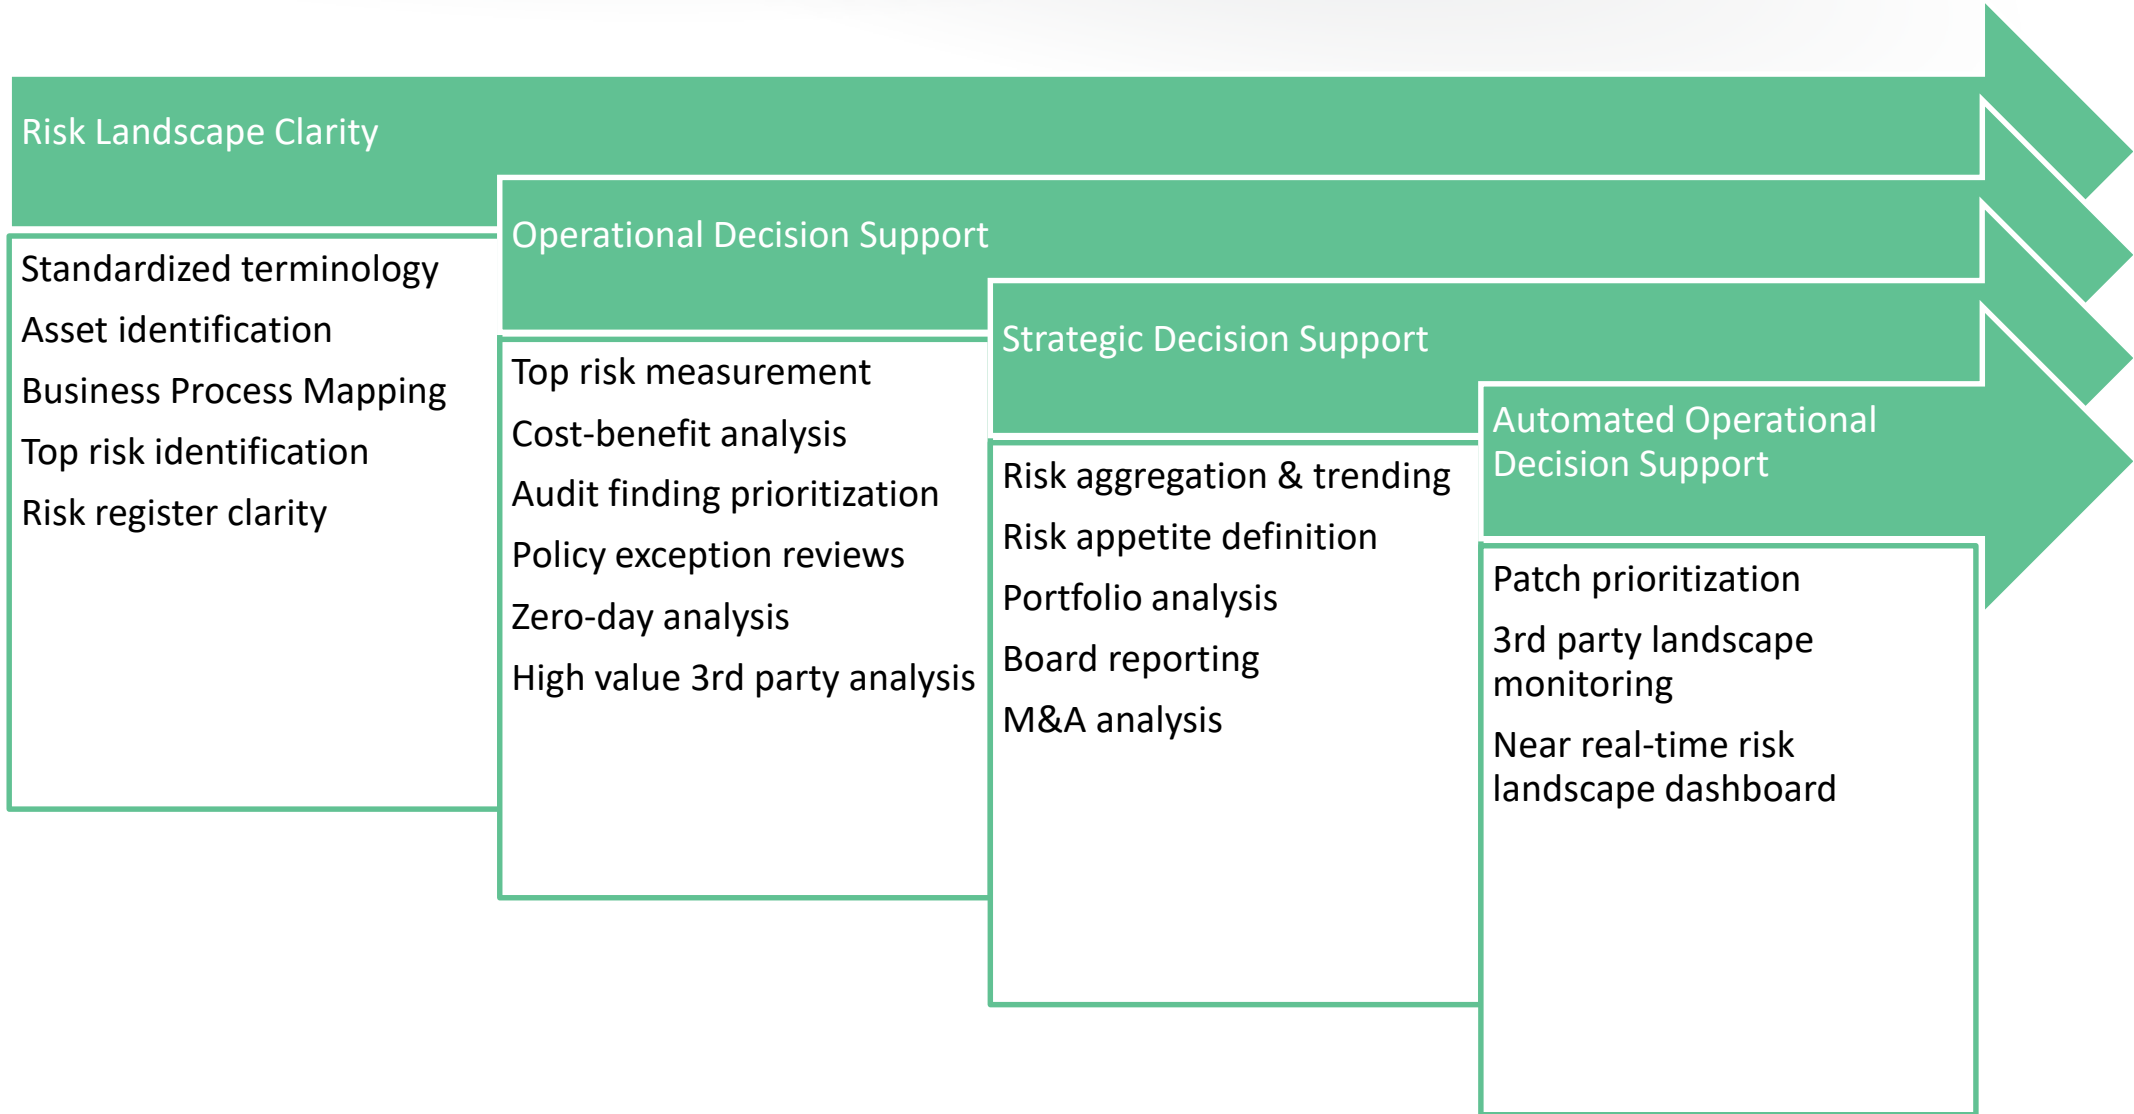 Risk Landscape Clarity
Standardized terminology
Asset identification
Business Process Mapping
Top risk identification
Risk register clarity
Operational Decision Support
Top risk measurement
Cost-benefit analysis
Audit finding prioritization
Policy exception reviews
Zero-day analysis
High value 3rd party analysis
Strategic Decision Support
Risk aggregation & trending
Risk appetite definition
Portfolio analysis
Board reporting
M&A analysis
Automated Operational
Decision Support
Patch prioritization
3rd party landscape
monitoring
Near real-time risk
landscape dashboard